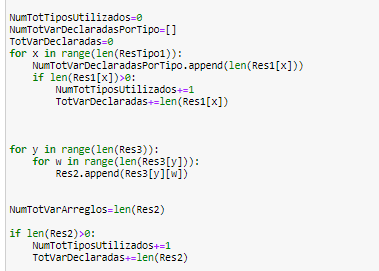 NumTotTiposUtilizados=0
NumTotVarDeclaradasPorTipo=[]
TotVarDeclaradas=0
for x in range(len(ResTipo1)):
    NumTotVarDeclaradasPorTipo.append(len(Res1[x]))
    if len(Res1[x])>0:
        NumTotTiposUtilizados+=1
        TotVarDeclaradas+=len(Res1[x])
for y in range(len(Res3)):
    for w in range(len(Res3[y])):
        Res2.append(Res3[y][w])
NumTotVarArreglos=len(Res2)
if len(Res2)>0:
    NumTotTiposUtilizados+=1
    TotVarDeclaradas+=len(Res2)